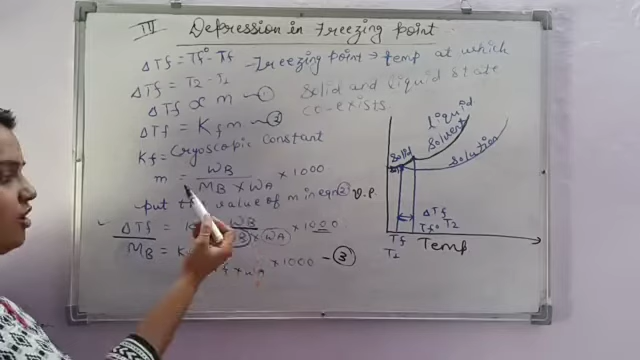 III Depression in Freezing point
ΔTf = Tf° - Tf - Freezing point → temp at which
ΔTf = T2 - T1 Solid and liquid state
co-exists
ΔTf ∝ m - ①
ΔTf = Kf m - ②
Kf = Cryoscopic Constant
m = WB / MB × WA × 1000
put the value of m in eqn ②
ΔTf = WB × WA × 1000
MB = × WA × 1000 - ③
V.P.
Liquid
Solvent
Solid
Solution
ΔTf
Tf Tf° T2
T1
Temp